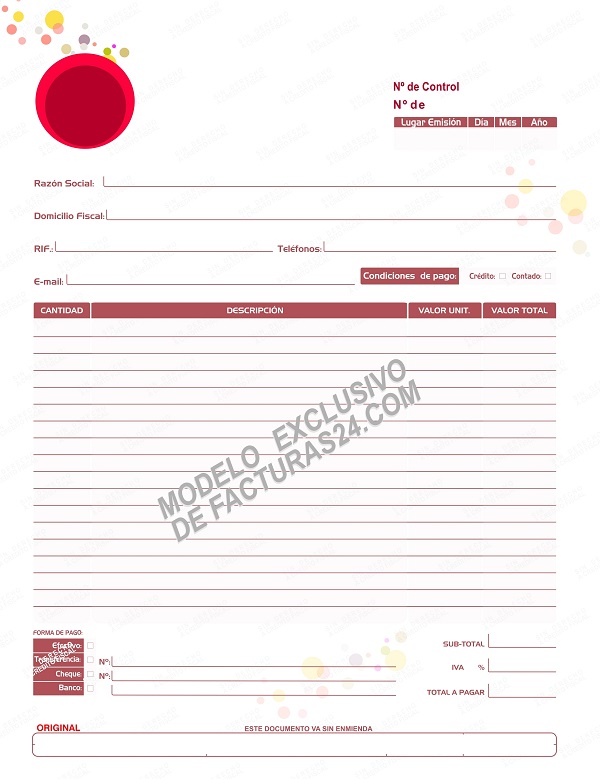 Nº de Control
Nº de
Lugar Emisión Día Mes Año
Razón Social:
Domicilio Fiscal:
RIF.: Teléfonos:
E-mail: Condiciones de pago: Crédito: Contado:
CANTIDAD DESCRIPCIÓN VALOR UNIT. VALOR TOTAL
MODELO EXCLUSIVO
DE FACTURAS24.COM
FORMA DE PAGO:
Efectivo:
Transferencia: Nº:
Cheque: Nº:
Banco:
SUB-TOTAL
IVA %
TOTAL A PAGAR
ORIGINAL ESTE DOCUMENTO VA SIN ENMIENDA